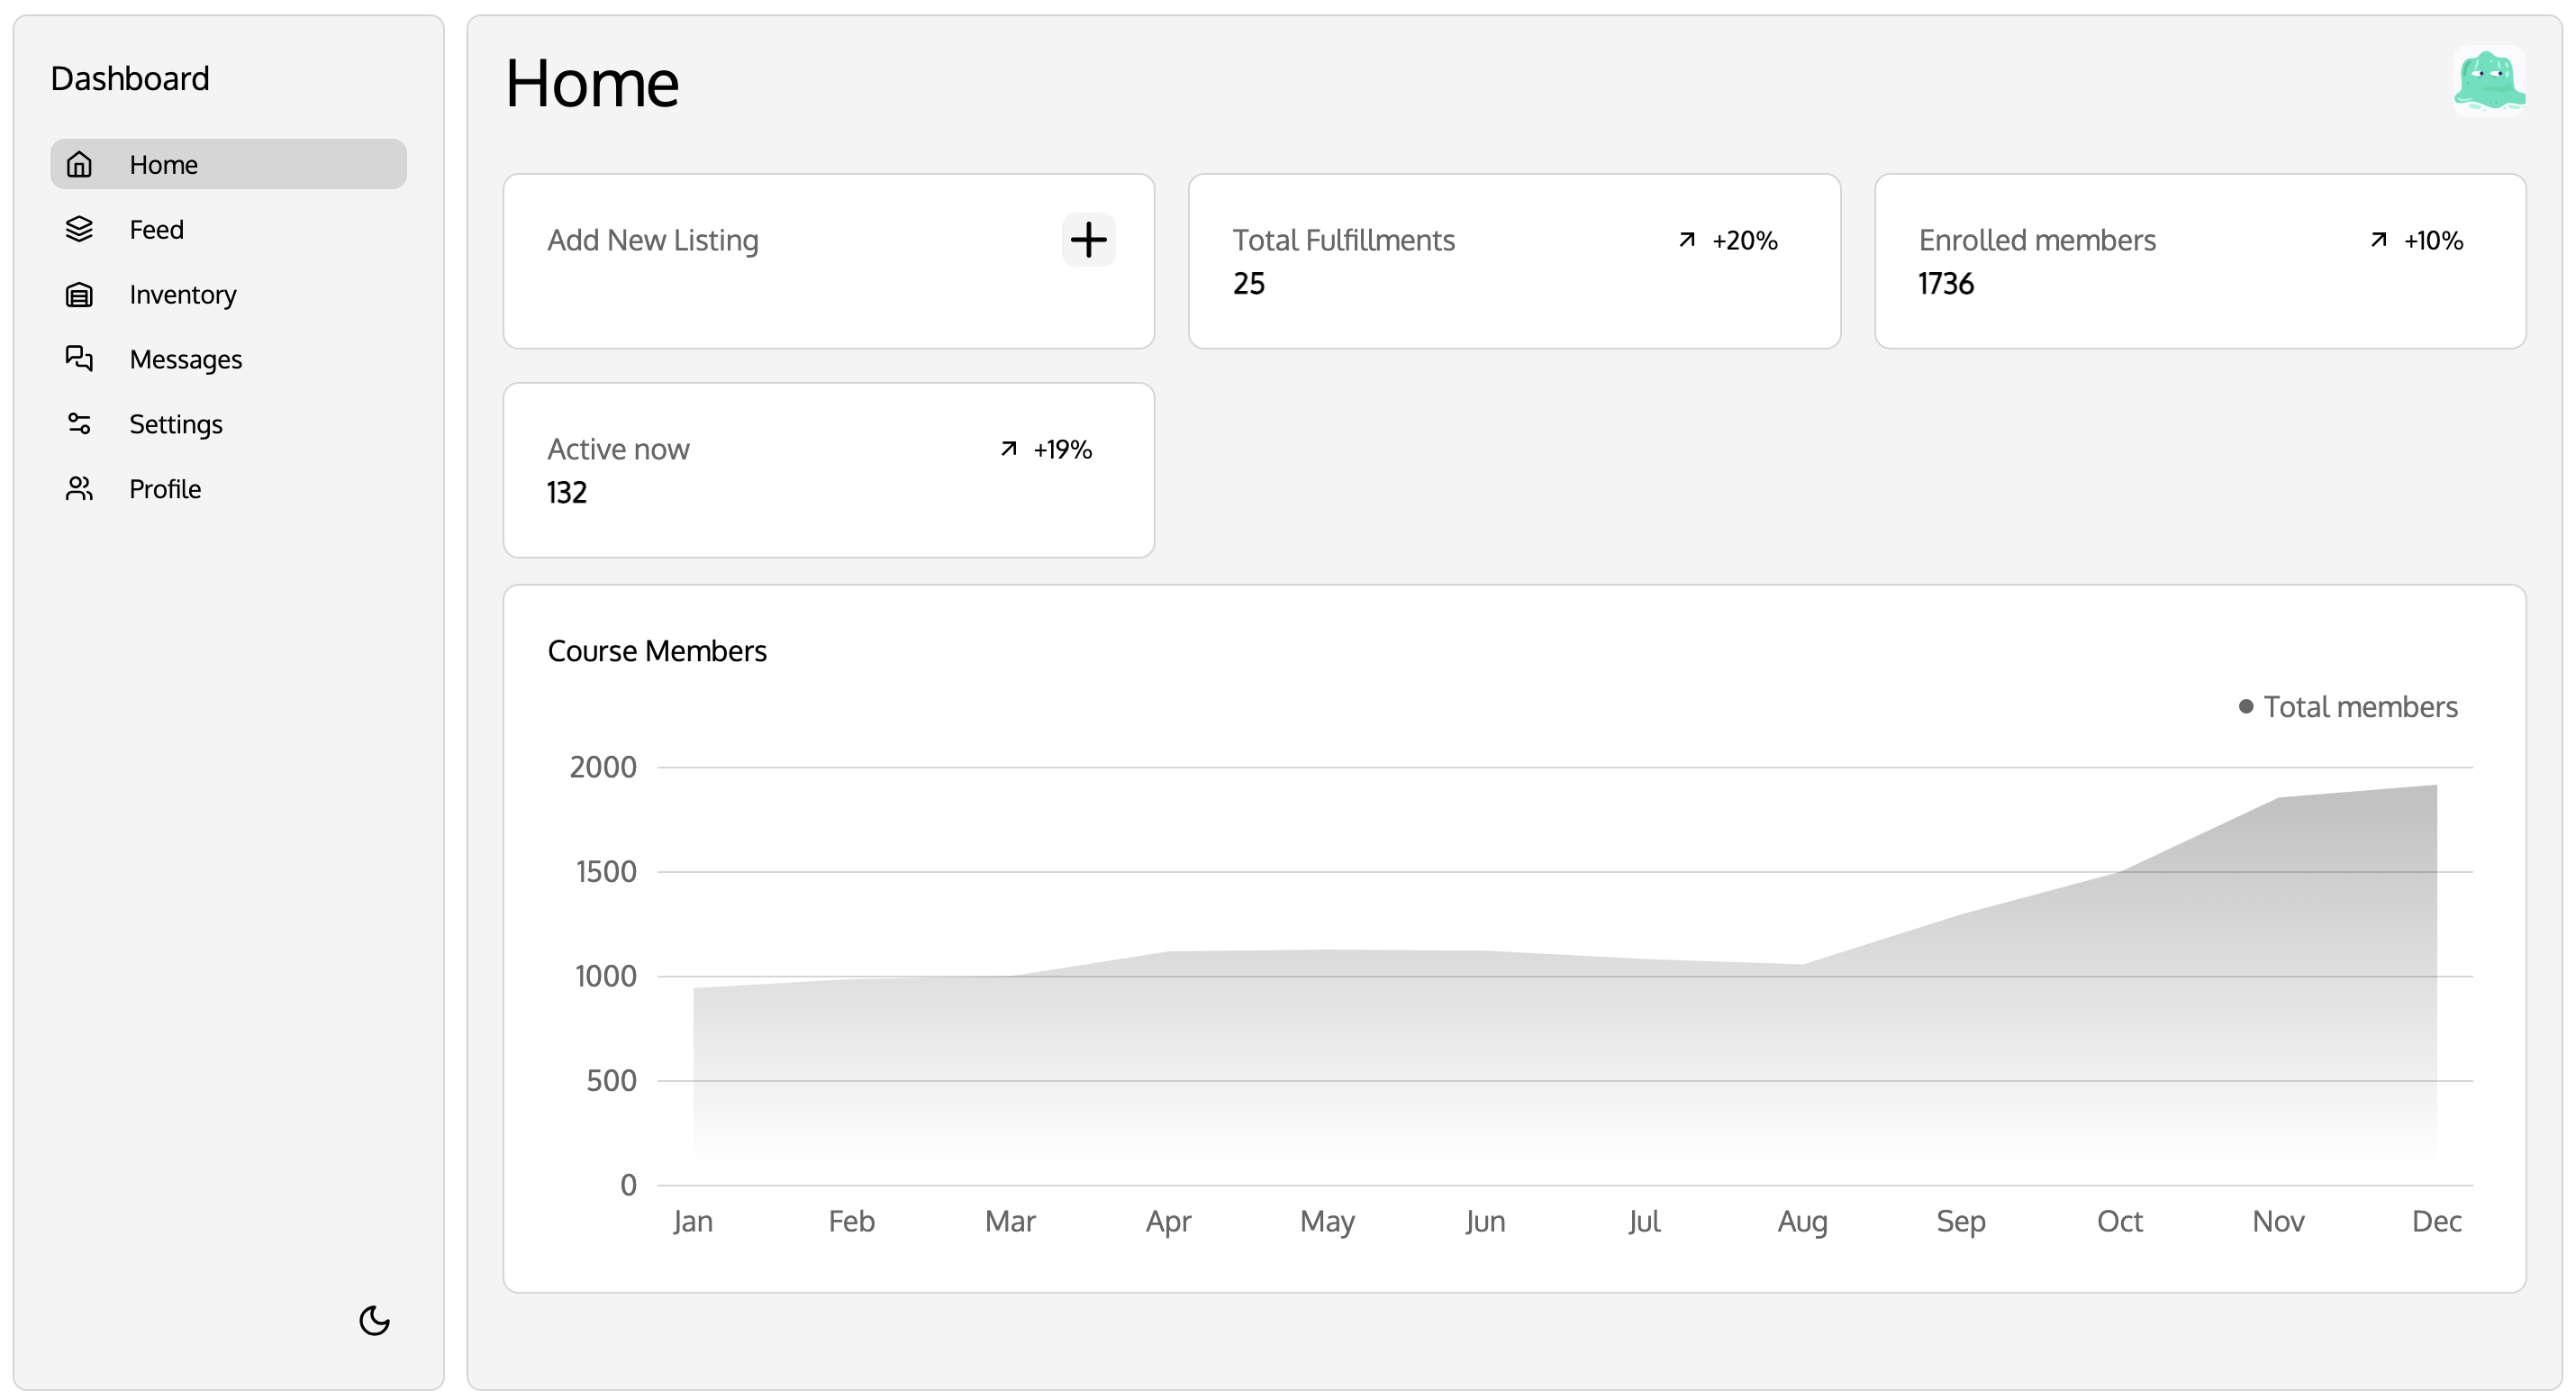 Dashboard
Home
Feed
Inventory
Messages
Settings
Profile
Home
Add New Listing
Total Fulfillments
+20%
25
Enrolled members
+10%
1736
Active now
+19%
132
Course Members
Total members
2000
1500
1000
500
0
Jan Feb Mar Apr May Jun Jul Aug Sep Oct Nov Dec